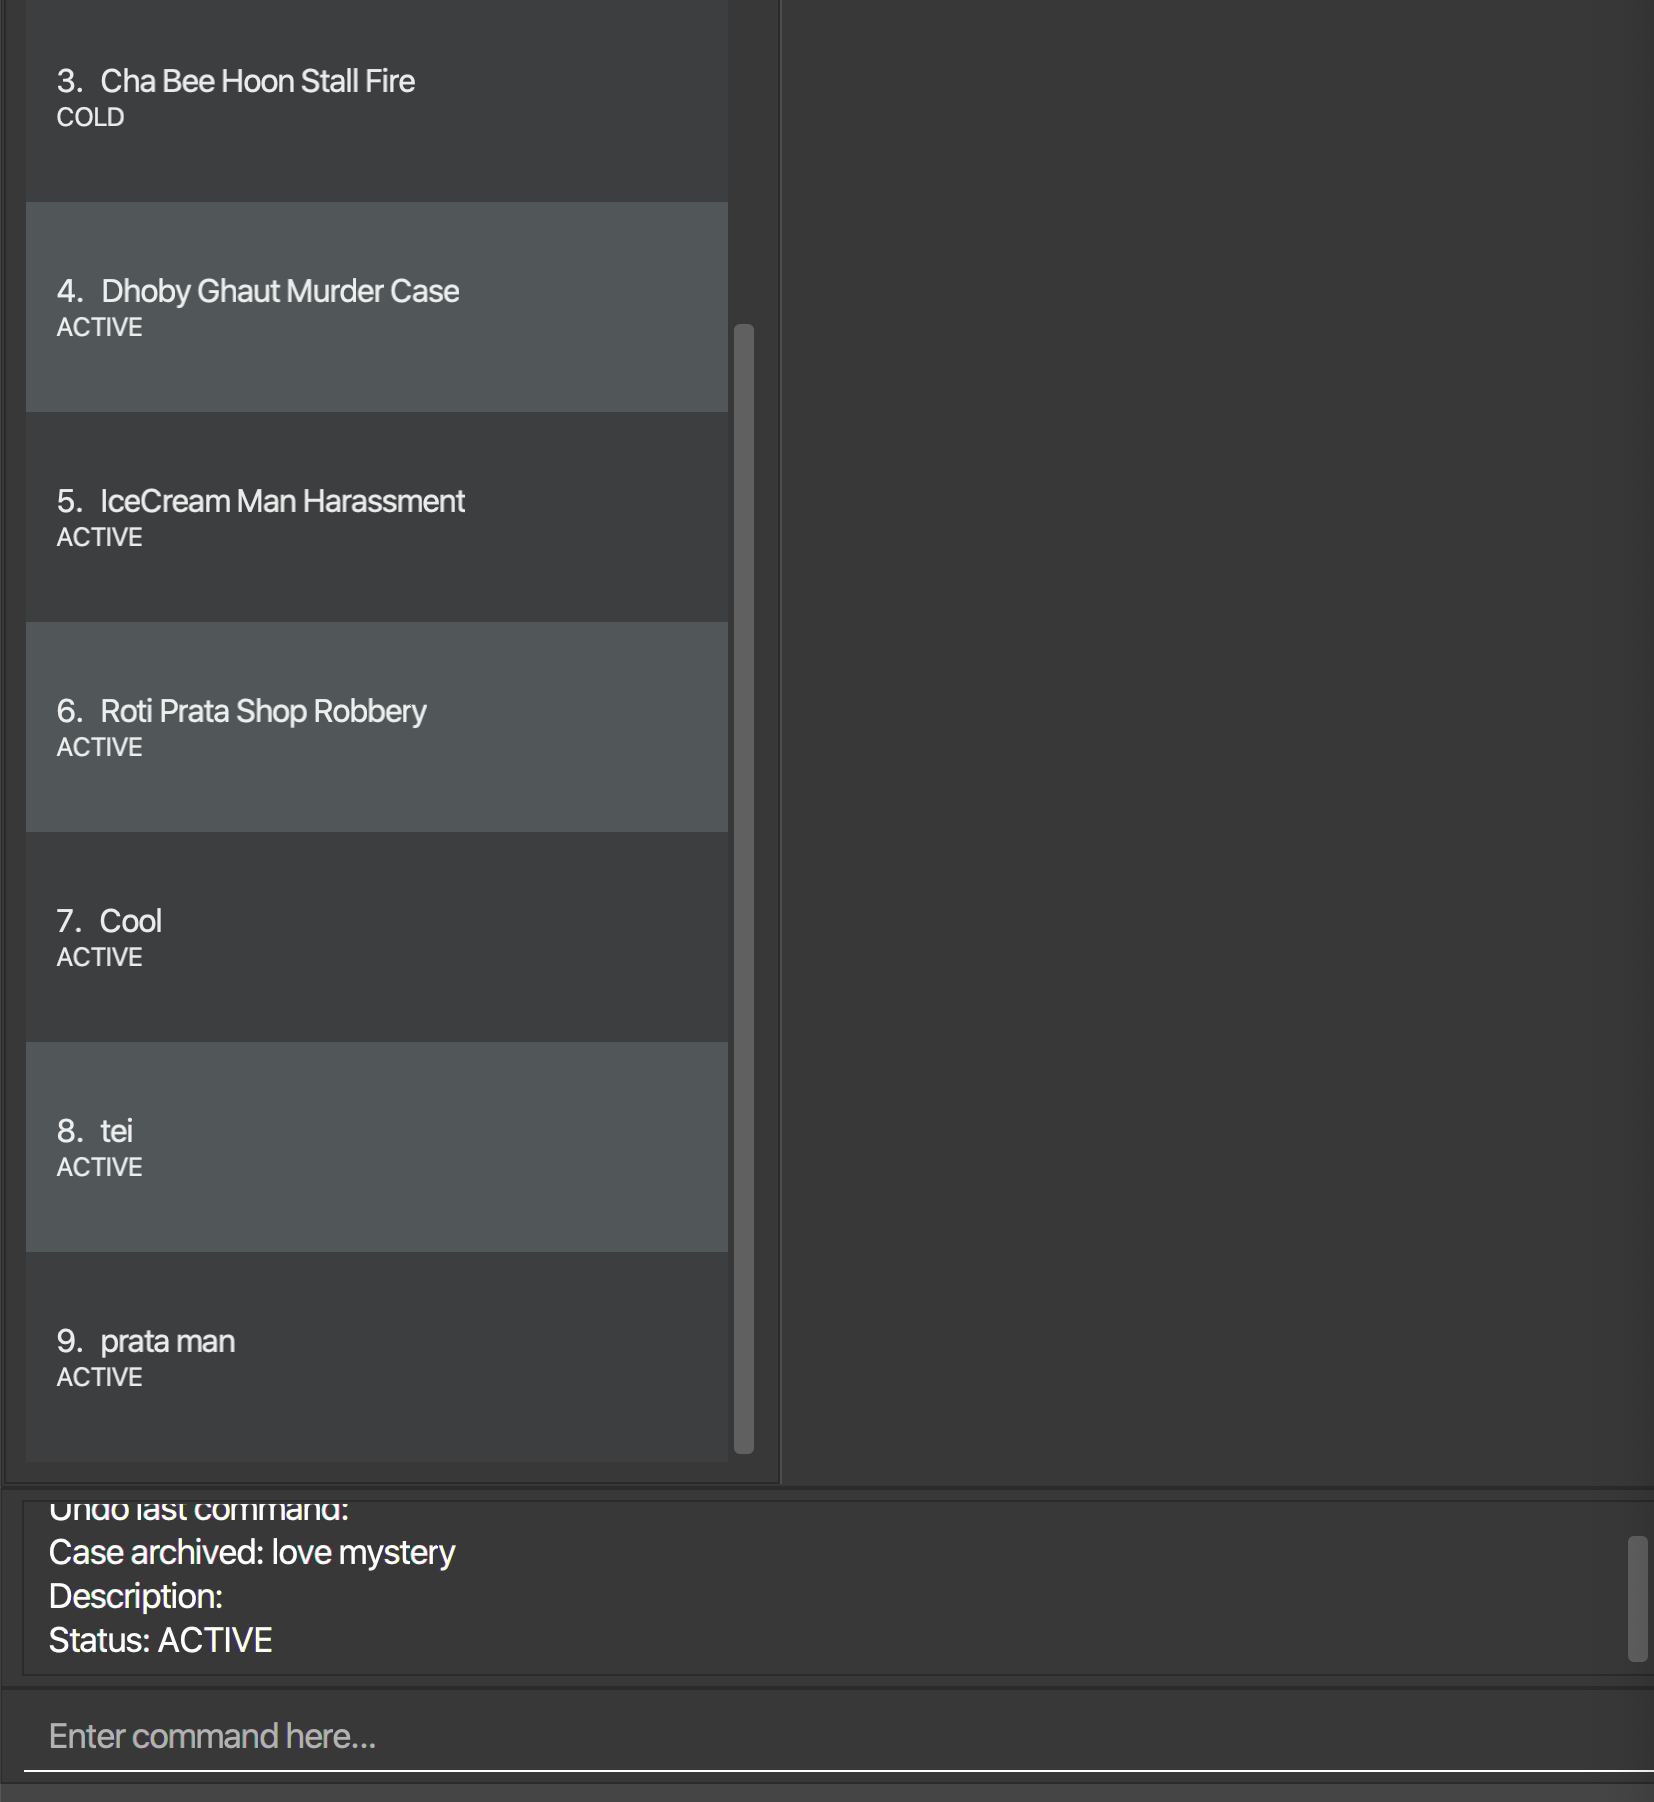 3. Cha Bee Hoon Stall Fire
COLD
4. Dhoby Ghaut Murder Case
ACTIVE
5. IceCream Man Harassment
ACTIVE
6. Roti Prata Shop Robbery
ACTIVE
7. Cool
ACTIVE
8. tei
ACTIVE
9. prata man
ACTIVE
Undo last command:
Case archived: love mystery
Description:
Status: ACTIVE
Enter command here...